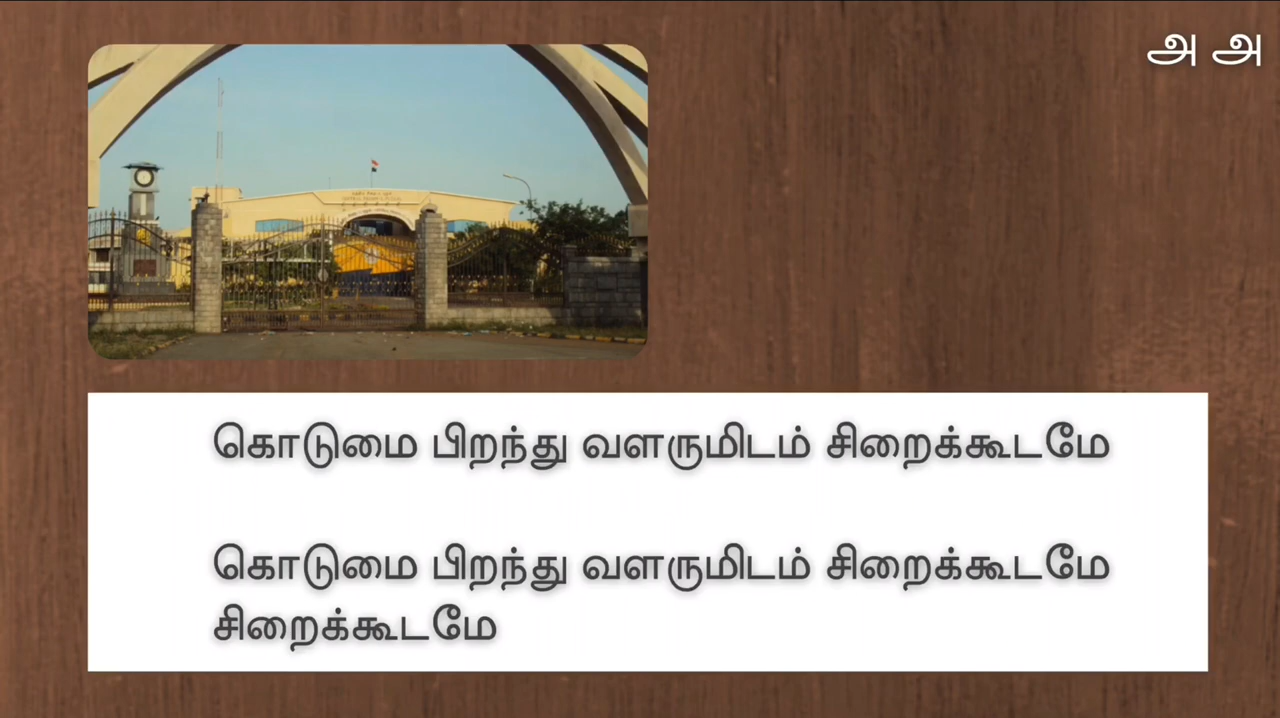 அ அ
கொடுமை பிறந்து வளருமிடம் சிறைக்கூடமே
கொடுமை பிறந்து வளருமிடம் சிறைக்கூடமே
சிறைக்கூடமே